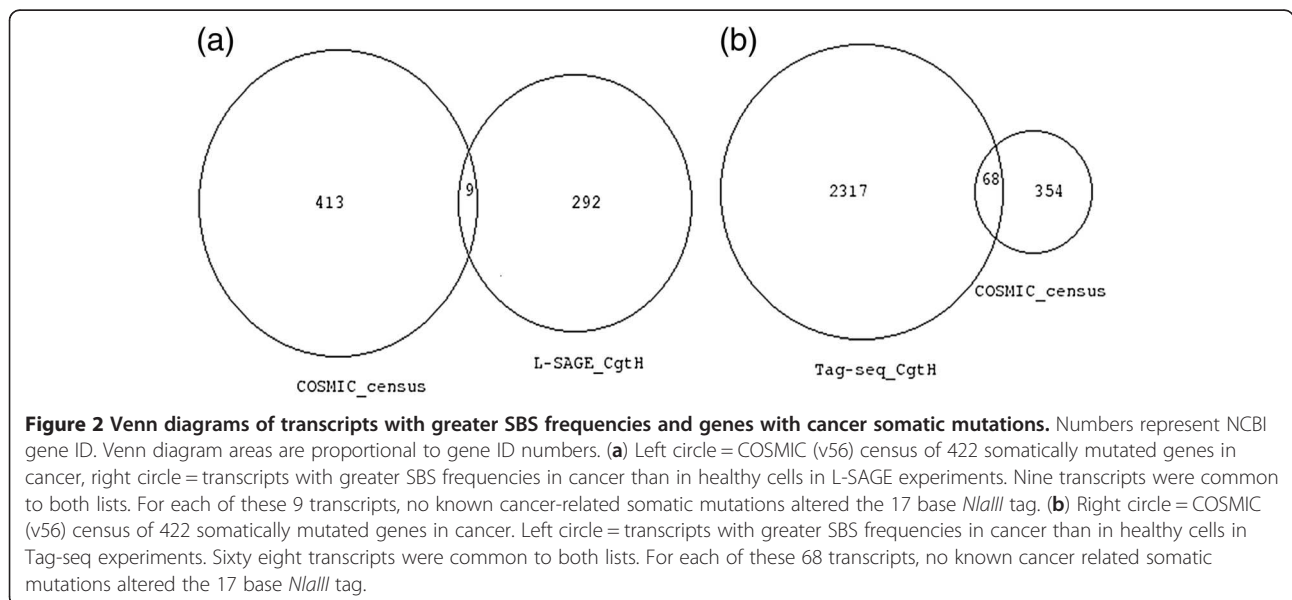 (a)
(b)
413
9
292
2317
68
354
COSMIC_census
L-SAGE_CgtH
COSMIC_census
Tag-seq_CgtH
Figure 2 Venn diagrams of transcripts with greater SBS frequencies and genes with cancer somatic mutations. Numbers represent NCBI
gene ID. Venn diagram areas are proportional to gene ID numbers. (a) Left circle = COSMIC (v56) census of 422 somatically mutated genes in
cancer, right circle = transcripts with greater SBS frequencies in cancer than in healthy cells in L-SAGE experiments. Nine transcripts were common
to both lists. For each of these 9 transcripts, no known cancer-related somatic mutations altered the 17 base NlaIII tag. (b) Right circle = COSMIC
(v56) census of 422 somatically mutated genes in cancer. Left circle = transcripts with greater SBS frequencies in cancer than in healthy cells in
Tag-seq experiments. Sixty eight transcripts were common to both lists. For each of these 68 transcripts, no known cancer related somatic
mutations altered the 17 base NlaIII tag.